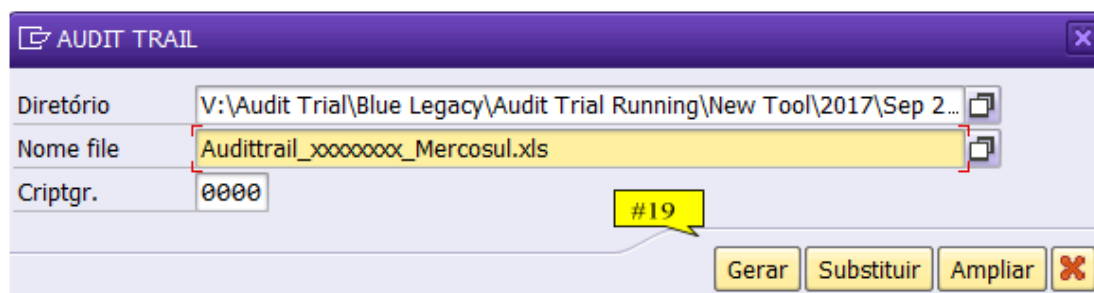 AUDIT TRAIL
Diretório V:\Audit Trial\Blue Legacy\Audit Trial Running\New Tool\2017\Sep 2...
Nome file Audittrail_xxxxxxxx_Mercosul.xls
Criptgr. 0000
#19
Gerar Substituir Ampliar